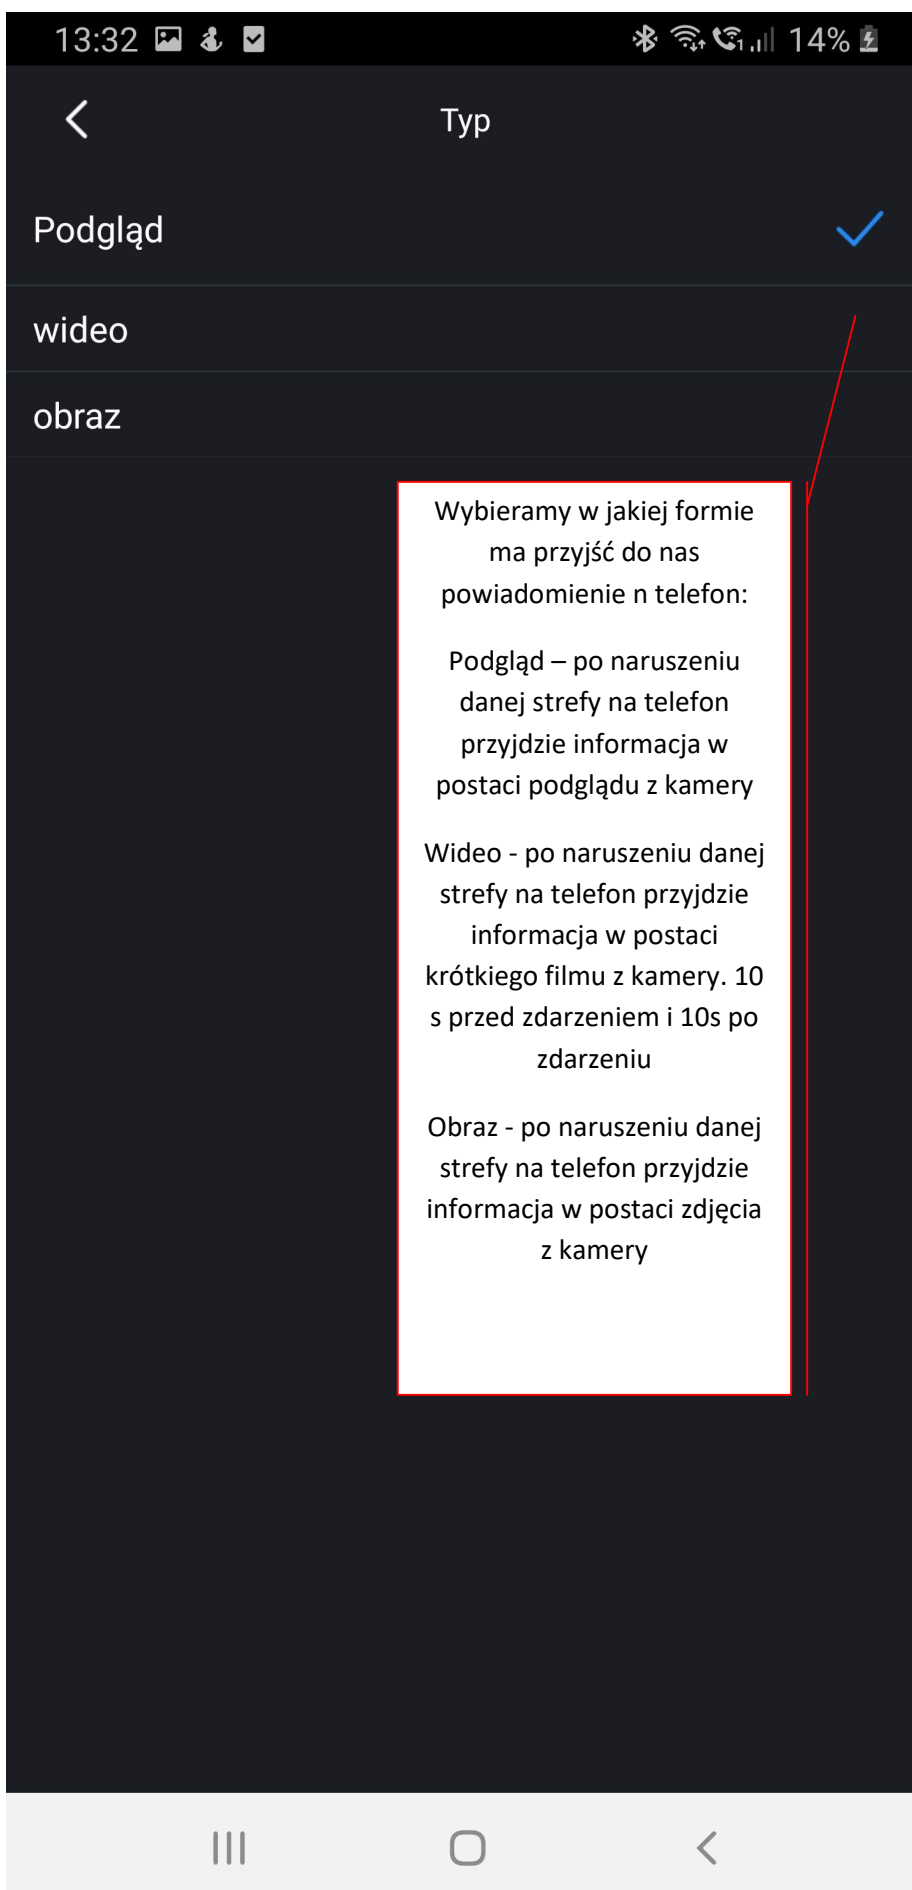 13:32
14%
Typ
Podgląd
wideo
obraz
Wybieramy w jakiej formie
ma przyjść do nas
powiadomienie n telefon:
Podgląd – po naruszeniu
danej strefy na telefon
przyjdzie informacja w
postaci podglądu z kamery
Wideo - po naruszeniu danej
strefy na telefon przyjdzie
informacja w postaci
krótkiego filmu z kamery. 10
s przed zdarzeniem i 10s po
zdarzeniu
Obraz - po naruszeniu danej
strefy na telefon przyjdzie
informacja w postaci zdjęcia
z kamery